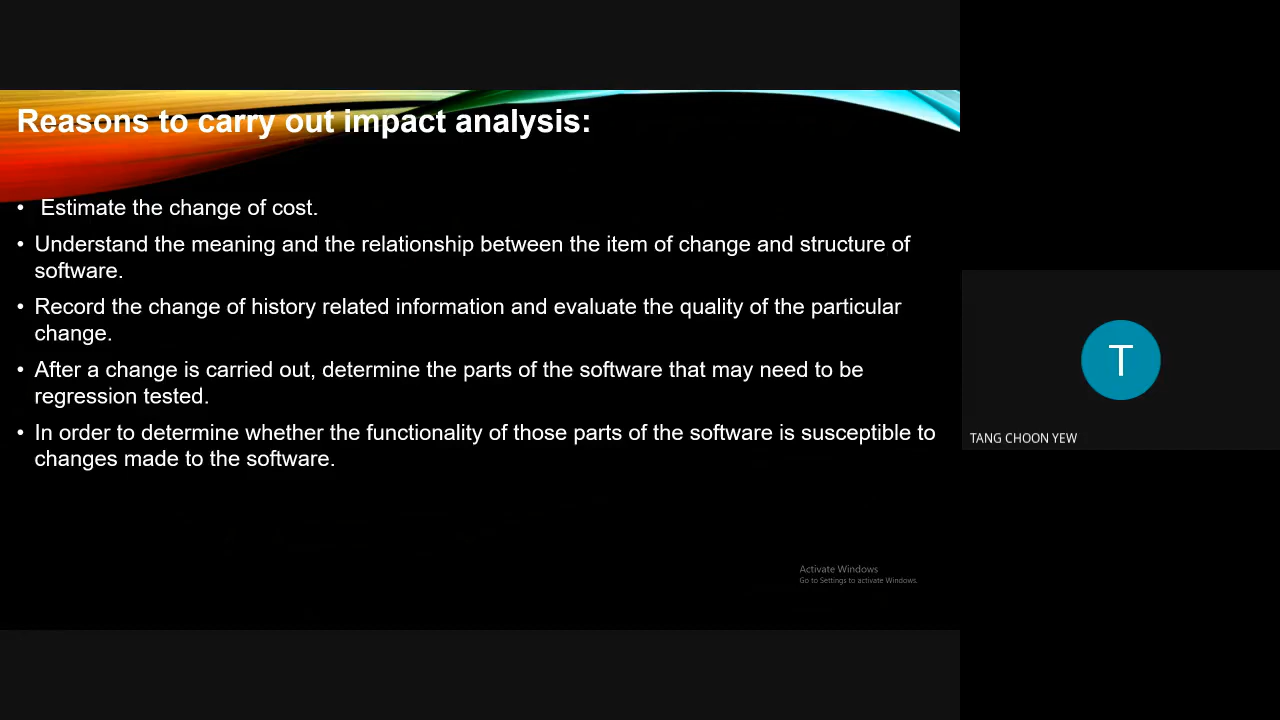 Reasons to carry out impact analysis:
• Estimate the change of cost.
• Understand the meaning and the relationship between the item of change and structure of
software.
• Record the change of history related information and evaluate the quality of the particular
change.
• After a change is carried out, determine the parts of the software that may need to be
regression tested.
• In order to determine whether the functionality of those parts of the software is susceptible to
changes made to the software.
T
TANG CHOON YEW
Activate Windows
Go to Settings to activate Windows.